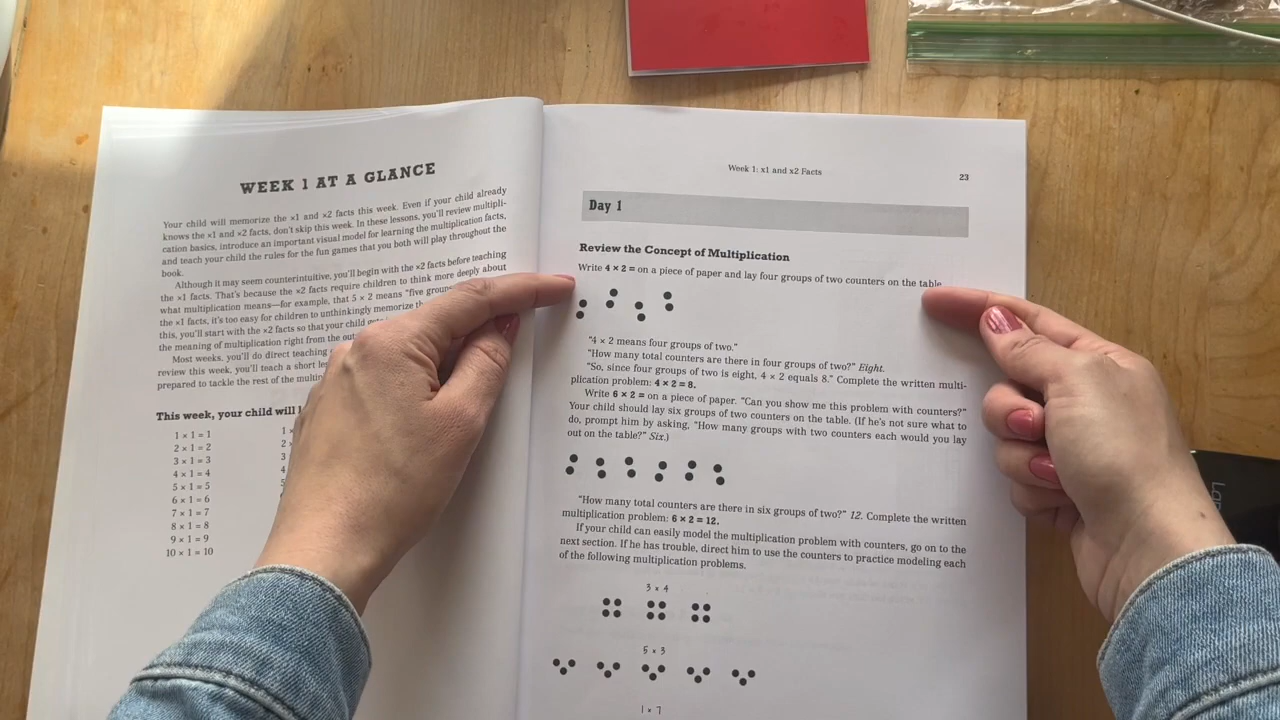 WEEK 1 AT A GLANCE
Your child will memorize the ×1 and ×2 facts this week. Even if your child already
knows the ×1 and ×2 facts, don't skip this week. In these lessons, you'll review multipli-
cation basics, introduce an important visual model for learning the multiplication facts,
and teach your child the rules for the fun games that you both will play throughout the
book.
Although it may seem counterintuitive, you'll begin with the ×2 facts before teaching
the ×1 facts. That's because the ×2 facts require children to think more deeply about
what multiplication means—for example, that 5 × 2 means "five
the ×1 facts, it's too easy for children to unthinkingly memorize
this, you'll start with the ×2 facts so that your child
the meaning of multiplication right from the
Most weeks, you'll do direct teaching
review this week, you'll teach a short
prepared to tackle the rest of the
This week, your child will
1 × 1 = 1
2 × 1 = 2
3 × 1 = 3
4 × 1 = 4
5 × 1 = 5
6 × 1 = 6
7 × 1 = 7
8 × 1 = 8
9 × 1 = 9
10 × 1 = 10
1 ×
2
3
4
5
Week 1: x1 and x2 Facts
23
Day 1
Review the Concept of Multiplication
Write 4 × 2 = on a piece of paper and lay four groups of two counters on the table.
"4 × 2 means four groups of two."
"How many total counters are there in four groups of two?" Eight.
"So, since four groups of two is eight, 4 × 2 equals 8." Complete the written multi-
plication problem: 4 × 2 = 8.
Write 6 × 2 = on a piece of paper. "Can you show me this problem with counters?"
Your child should lay six groups of two counters on the table. (If he's not sure what to
do, prompt him by asking, "How many groups with two counters each would you lay
out on the table?" Six.)
"How many total counters are there in six groups of two?" 12. Complete the written
multiplication problem: 6 × 2 = 12.
If your child can easily model the multiplication problem with counters, go on to the
next section. If he has trouble, direct him to use the counters to practice modeling each
of the following multiplication problems.
3 × 4
5 × 3
1 × 7